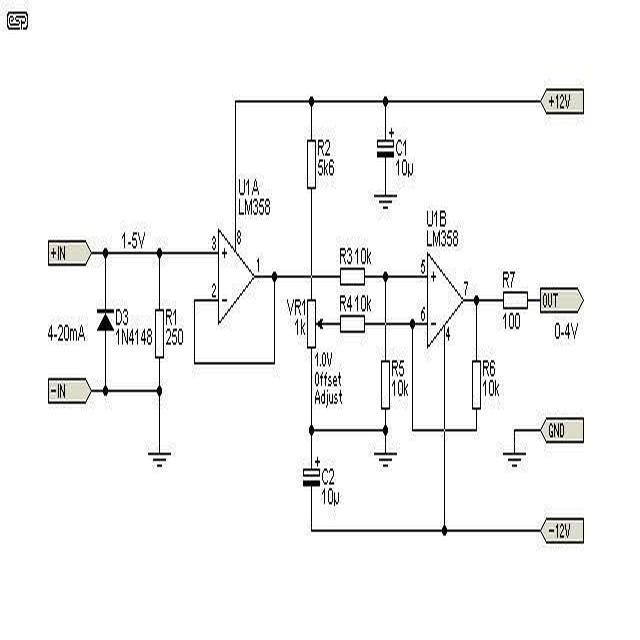 esp
+12V
R2
5k6
C1
+
10µ
U1A
LM358
8
U1B
LM358
+IN
1-5V
3
+
1
R3 10k
5
+
7
R7
100
OUT
0-4V
2
–
VR1
1k
R4 10k
6
–
4
4-20mA
D3
1N4148
R1
250
1.0V
Offset
Adjust
R5
10k
R6
10k
–IN
GND
+
C2
10µ
–12V